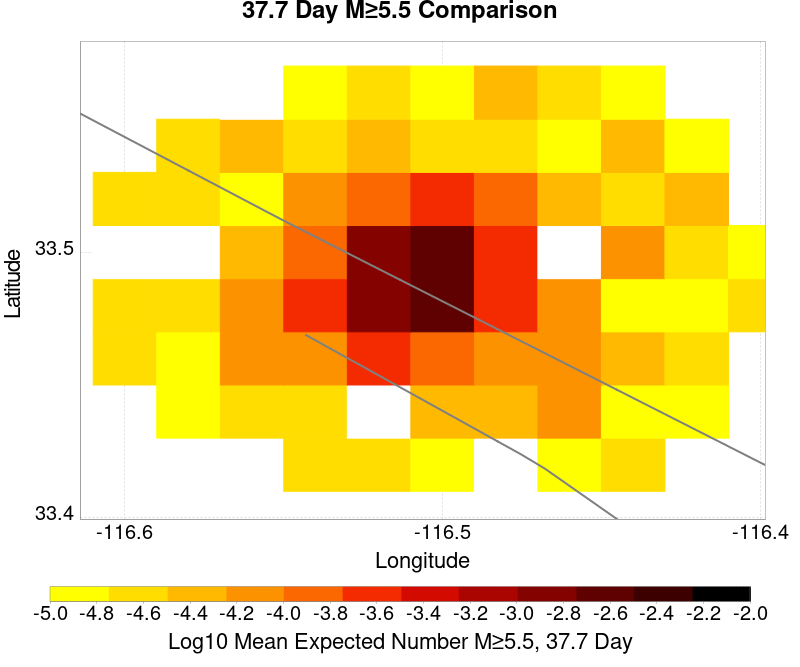 37.7 Day M≥5.5 Comparison
Latitude
33.5
33.4
-116.6 -116.5 -116.4
Longitude
-5.0 -4.8 -4.6 -4.4 -4.2 -4.0 -3.8 -3.6 -3.4 -3.2 -3.0 -2.8 -2.6 -2.4 -2.2 -2.0
Log10 Mean Expected Number M≥5.5, 37.7 Day